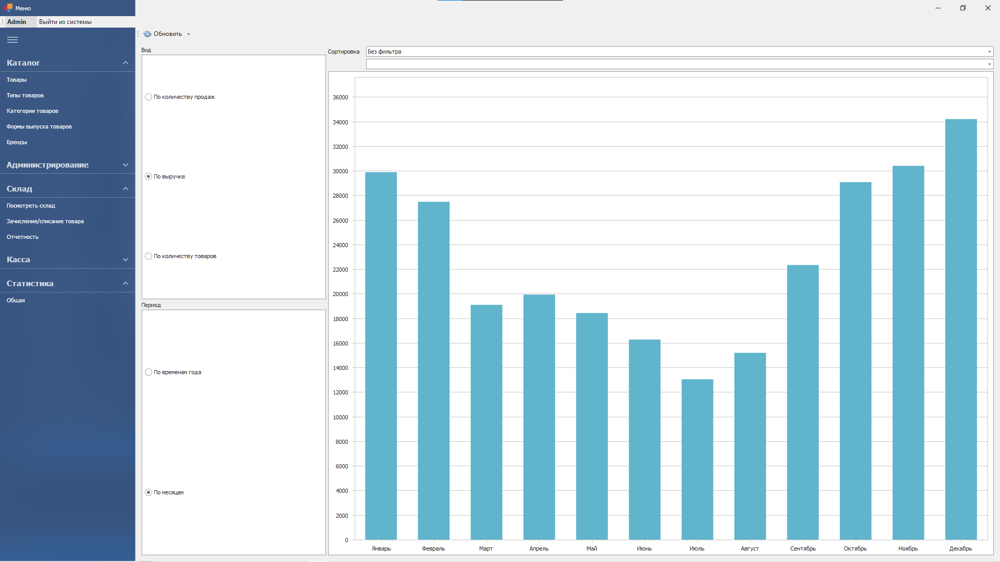 Меню
Admin Выйти из системы
Каталог
Товары
Типы товаров
Категории товаров
Формы выпуска товаров
Бренды
Администрирование
Склад
Посмотреть склад
Зачисление/списание товара
Отчетность
Касса
Статистика
Общая
Обновить
Вид
По количеству продаж
По выручке
По количеству товаров
Период
По временам года
По месяцам
Сортировка Без фильтра
36000
34000
32000
30000
28000
26000
24000
22000
20000
18000
16000
14000
12000
10000
8000
6000
4000
2000
0
Январь Февраль Март Апрель Май Июнь Июль Август Сентябрь Октябрь Ноябрь Декабрь